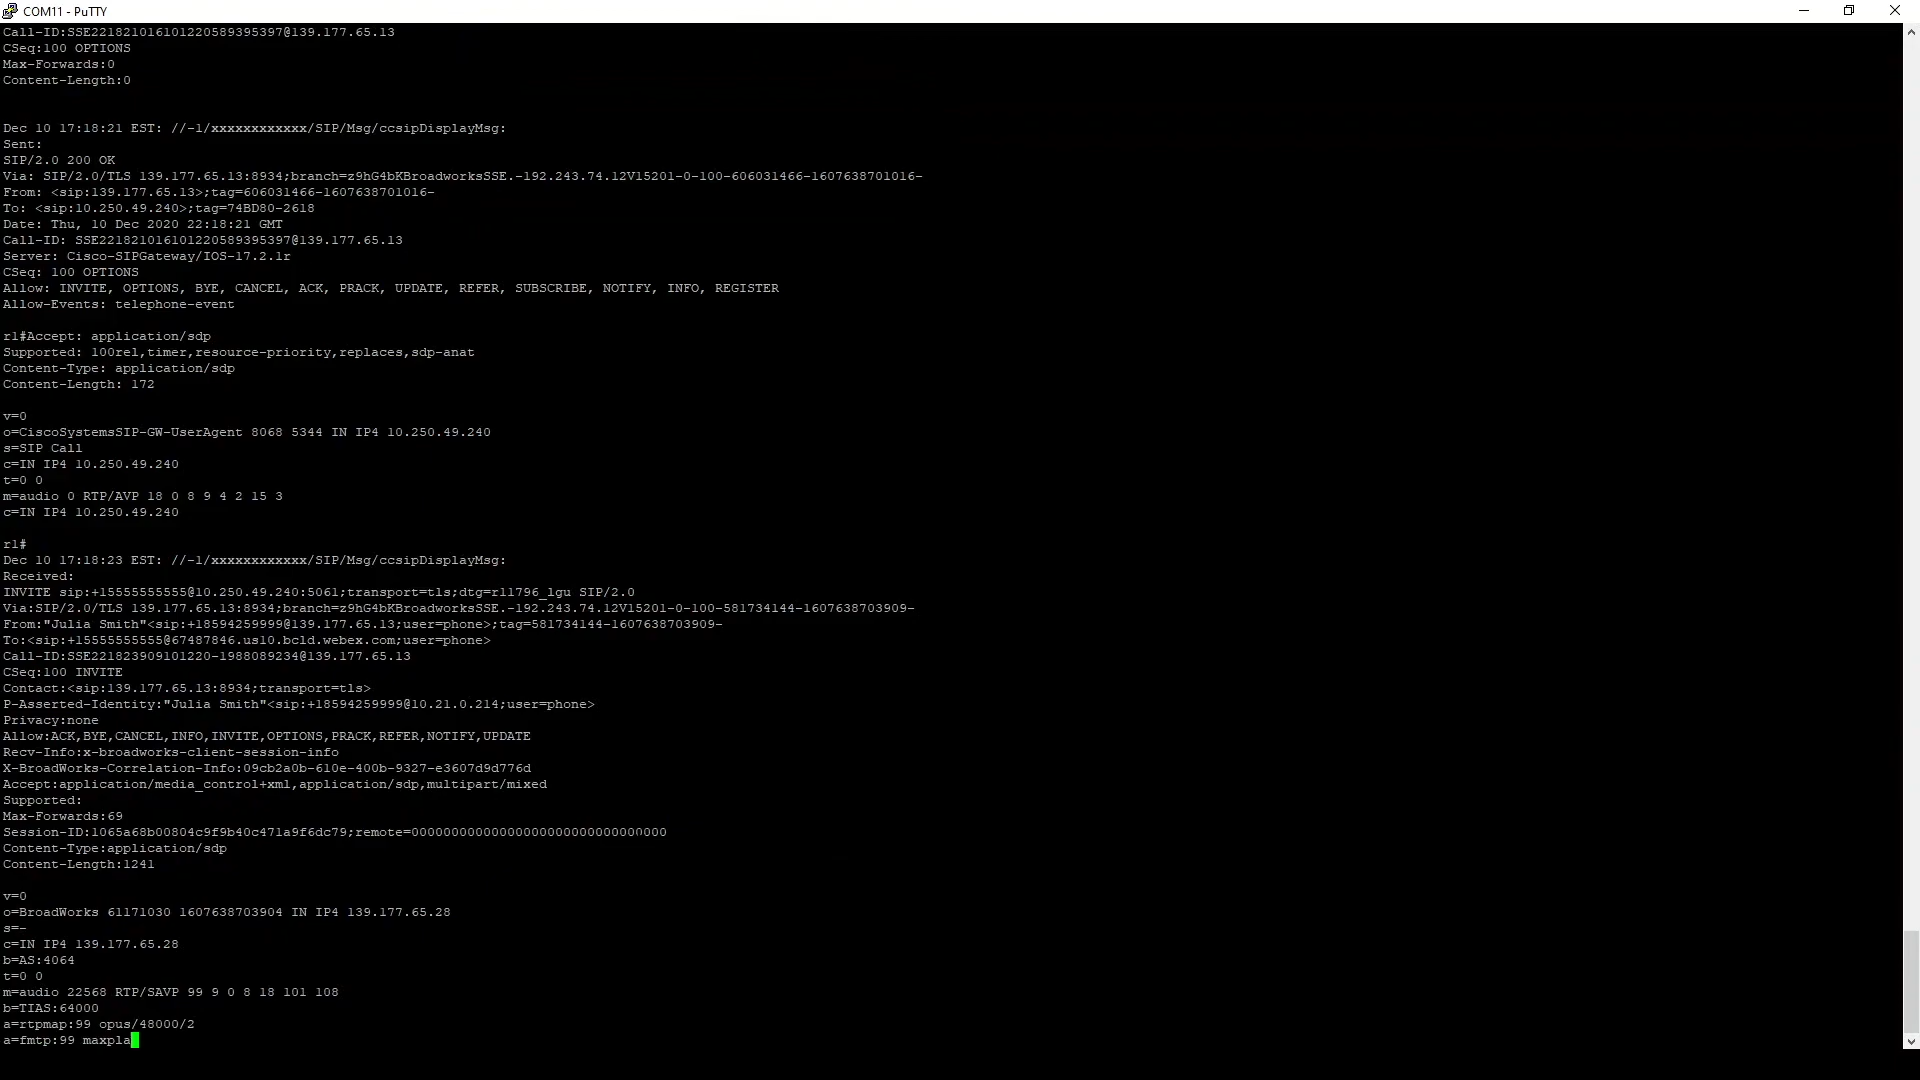 COM11 - PuTTY
Call-ID:SSE221821016101220589395397@139.177.65.13
CSeq:100 OPTIONS
Max-Forwards:0
Content-Length:0
Dec 10 17:18:21 EST: //-1/xxxxxxxxxxxx/SIP/Msg/ccsipDisplayMsg:
Sent:
SIP/2.0 200 OK
Via: SIP/2.0/TLS 139.177.65.13:8934;branch=z9hG4bKBroadworksSSE.-192.243.74.12V15201-0-100-606031466-1607638701016-
From: <sip:139.177.65.13>;tag=606031466-1607638701016-
To: <sip:10.250.49.240>;tag=74BD80-2618
Date: Thu, 10 Dec 2020 22:18:21 GMT
Call-ID: SSE221821016101220589395397@139.177.65.13
Server: Cisco-SIPGateway/IOS-17.2.1r
CSeq: 100 OPTIONS
Allow: INVITE, OPTIONS, BYE, CANCEL, ACK, PRACK, UPDATE, REFER, SUBSCRIBE, NOTIFY, INFO, REGISTER
Allow-Events: telephone-event
r1#Accept: application/sdp
Supported: 100rel,timer,resource-priority,replaces,sdp-anat
Content-Type: application/sdp
Content-Length: 172
v=0
o=CiscoSystemsSIP-GW-UserAgent 8068 5344 IN IP4 10.250.49.240
s=SIP Call
c=IN IP4 10.250.49.240
t=0 0
m=audio 0 RTP/AVP 18 0 8 9 4 2 15 3
c=IN IP4 10.250.49.240
r1#
Dec 10 17:18:23 EST: //-1/xxxxxxxxxxxx/SIP/Msg/ccsipDisplayMsg:
Received:
INVITE sip:+15555555555@10.250.49.240:5061;transport=tls;dtg=r11796_lgu SIP/2.0
Via:SIP/2.0/TLS 139.177.65.13:8934;branch=z9hG4bKBroadworksSSE.-192.243.74.12V15201-0-100-581734144-1607638703909-
From:"Julia Smith"<sip:+18594259999@139.177.65.13;user=phone>;tag=581734144-1607638703909-
To:<sip:+15555555555@67487846.us10.bcld.webex.com;user=phone>
Call-ID:SSE221823909101220-1988089234@139.177.65.13
CSeq:100 INVITE
Contact:<sip:139.177.65.13:8934;transport=tls>
P-Asserted-Identity:"Julia Smith"<sip:+18594259999@10.21.0.214;user=phone>
Privacy:none
Allow:ACK,BYE,CANCEL,INFO,INVITE,OPTIONS,PRACK,REFER,NOTIFY,UPDATE
Recv-Info:x-broadworks-client-session-info
X-BroadWorks-Correlation-Info:09cb2a0b-610e-400b-9327-e3607d9d776d
Accept:application/media_control+xml,application/sdp,multipart/mixed
Supported:
Max-Forwards:69
Session-ID:1065a68b00804c9f9b40c471a9f6dc79;remote=00000000000000000000000000000000
Content-Type:application/sdp
Content-Length:1241
v=0
o=BroadWorks 61171030 1607638703904 IN IP4 139.177.65.28
s=-
c=IN IP4 139.177.65.28
b=AS:4064
t=0 0
m=audio 22568 RTP/SAVP 99 9 0 8 18 101 108
b=TIAS:64000
a=rtpmap:99 opus/48000/2
a=fmtp:99 maxpla